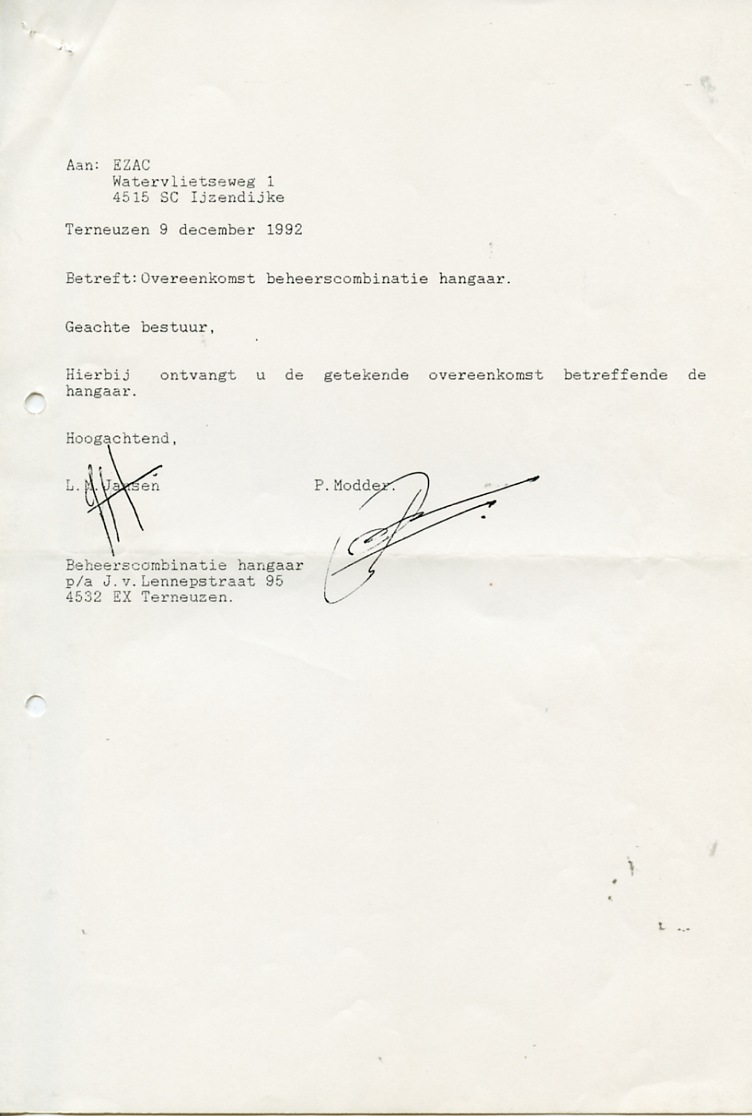 Aan: EZAC
Watervlietseweg 1
4515 SC Ijzendijke
Terneuzen 9 december 1992
Betreft: Overeenkomst beheerscombinatie hangaar.
Geachte bestuur,
Hierbij ontvangt u de getekende overeenkomst betreffende de
hangaar.
Hoogachtend,
L.M.Jansen P.Modder.
Beheerscombinatie hangaar
p/a J.v.Lennepstraat 95
4532 EX Terneuzen.